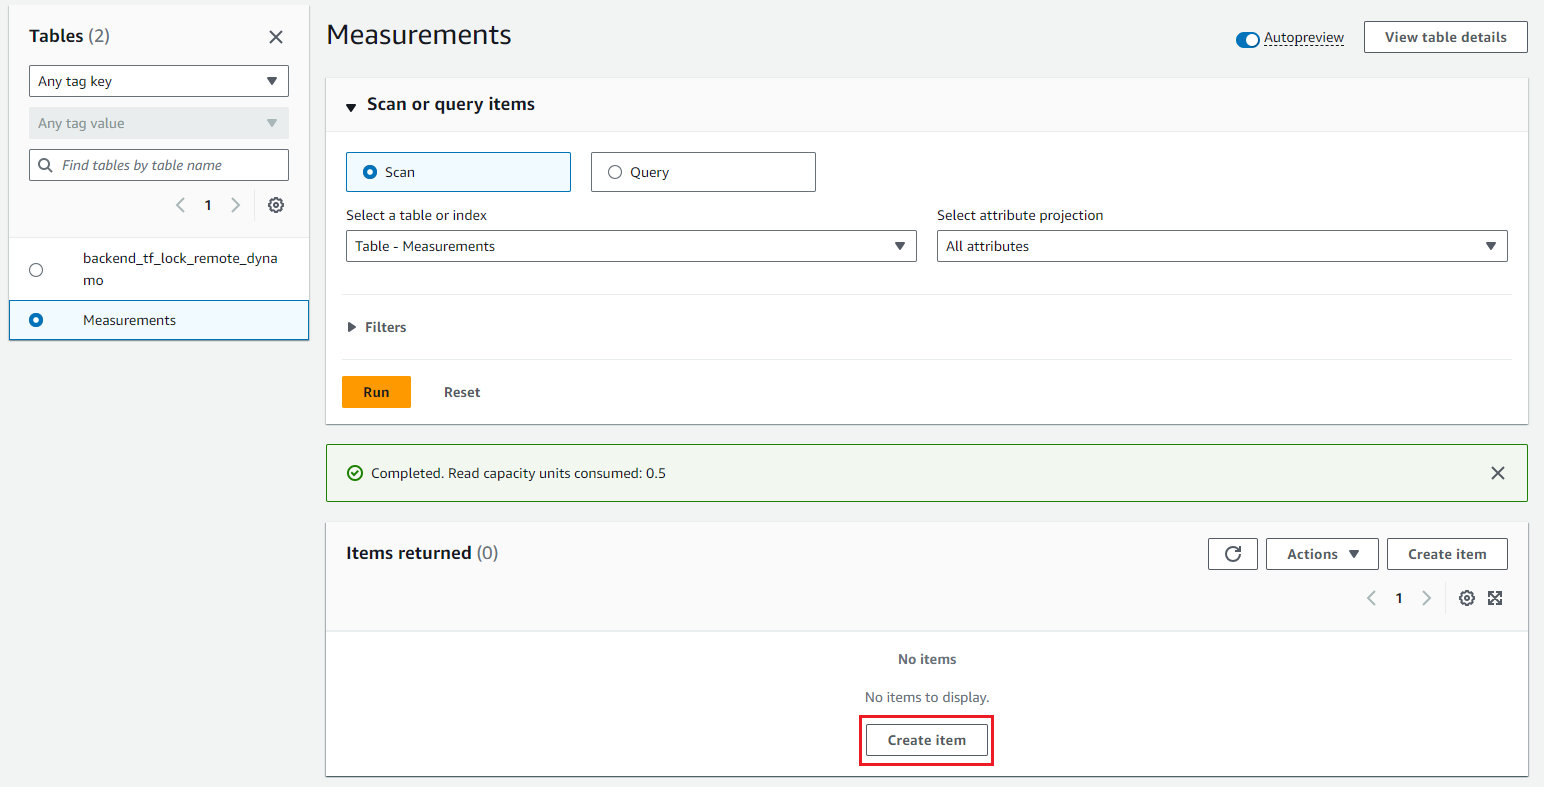 Tables (2)
Any tag key
Any tag value
Find tables by table name
1
backend_tf_lock_remote_dyna
mo
Measurements
Measurements
Autopreview
View table details
Scan or query items
Scan
Query
Select a table or index
Select attribute projection
Table - Measurements
All attributes
Filters
Run
Reset
Completed. Read capacity units consumed: 0.5
Items returned (0)
Actions
Create item
1
No items
No items to display.
Create item